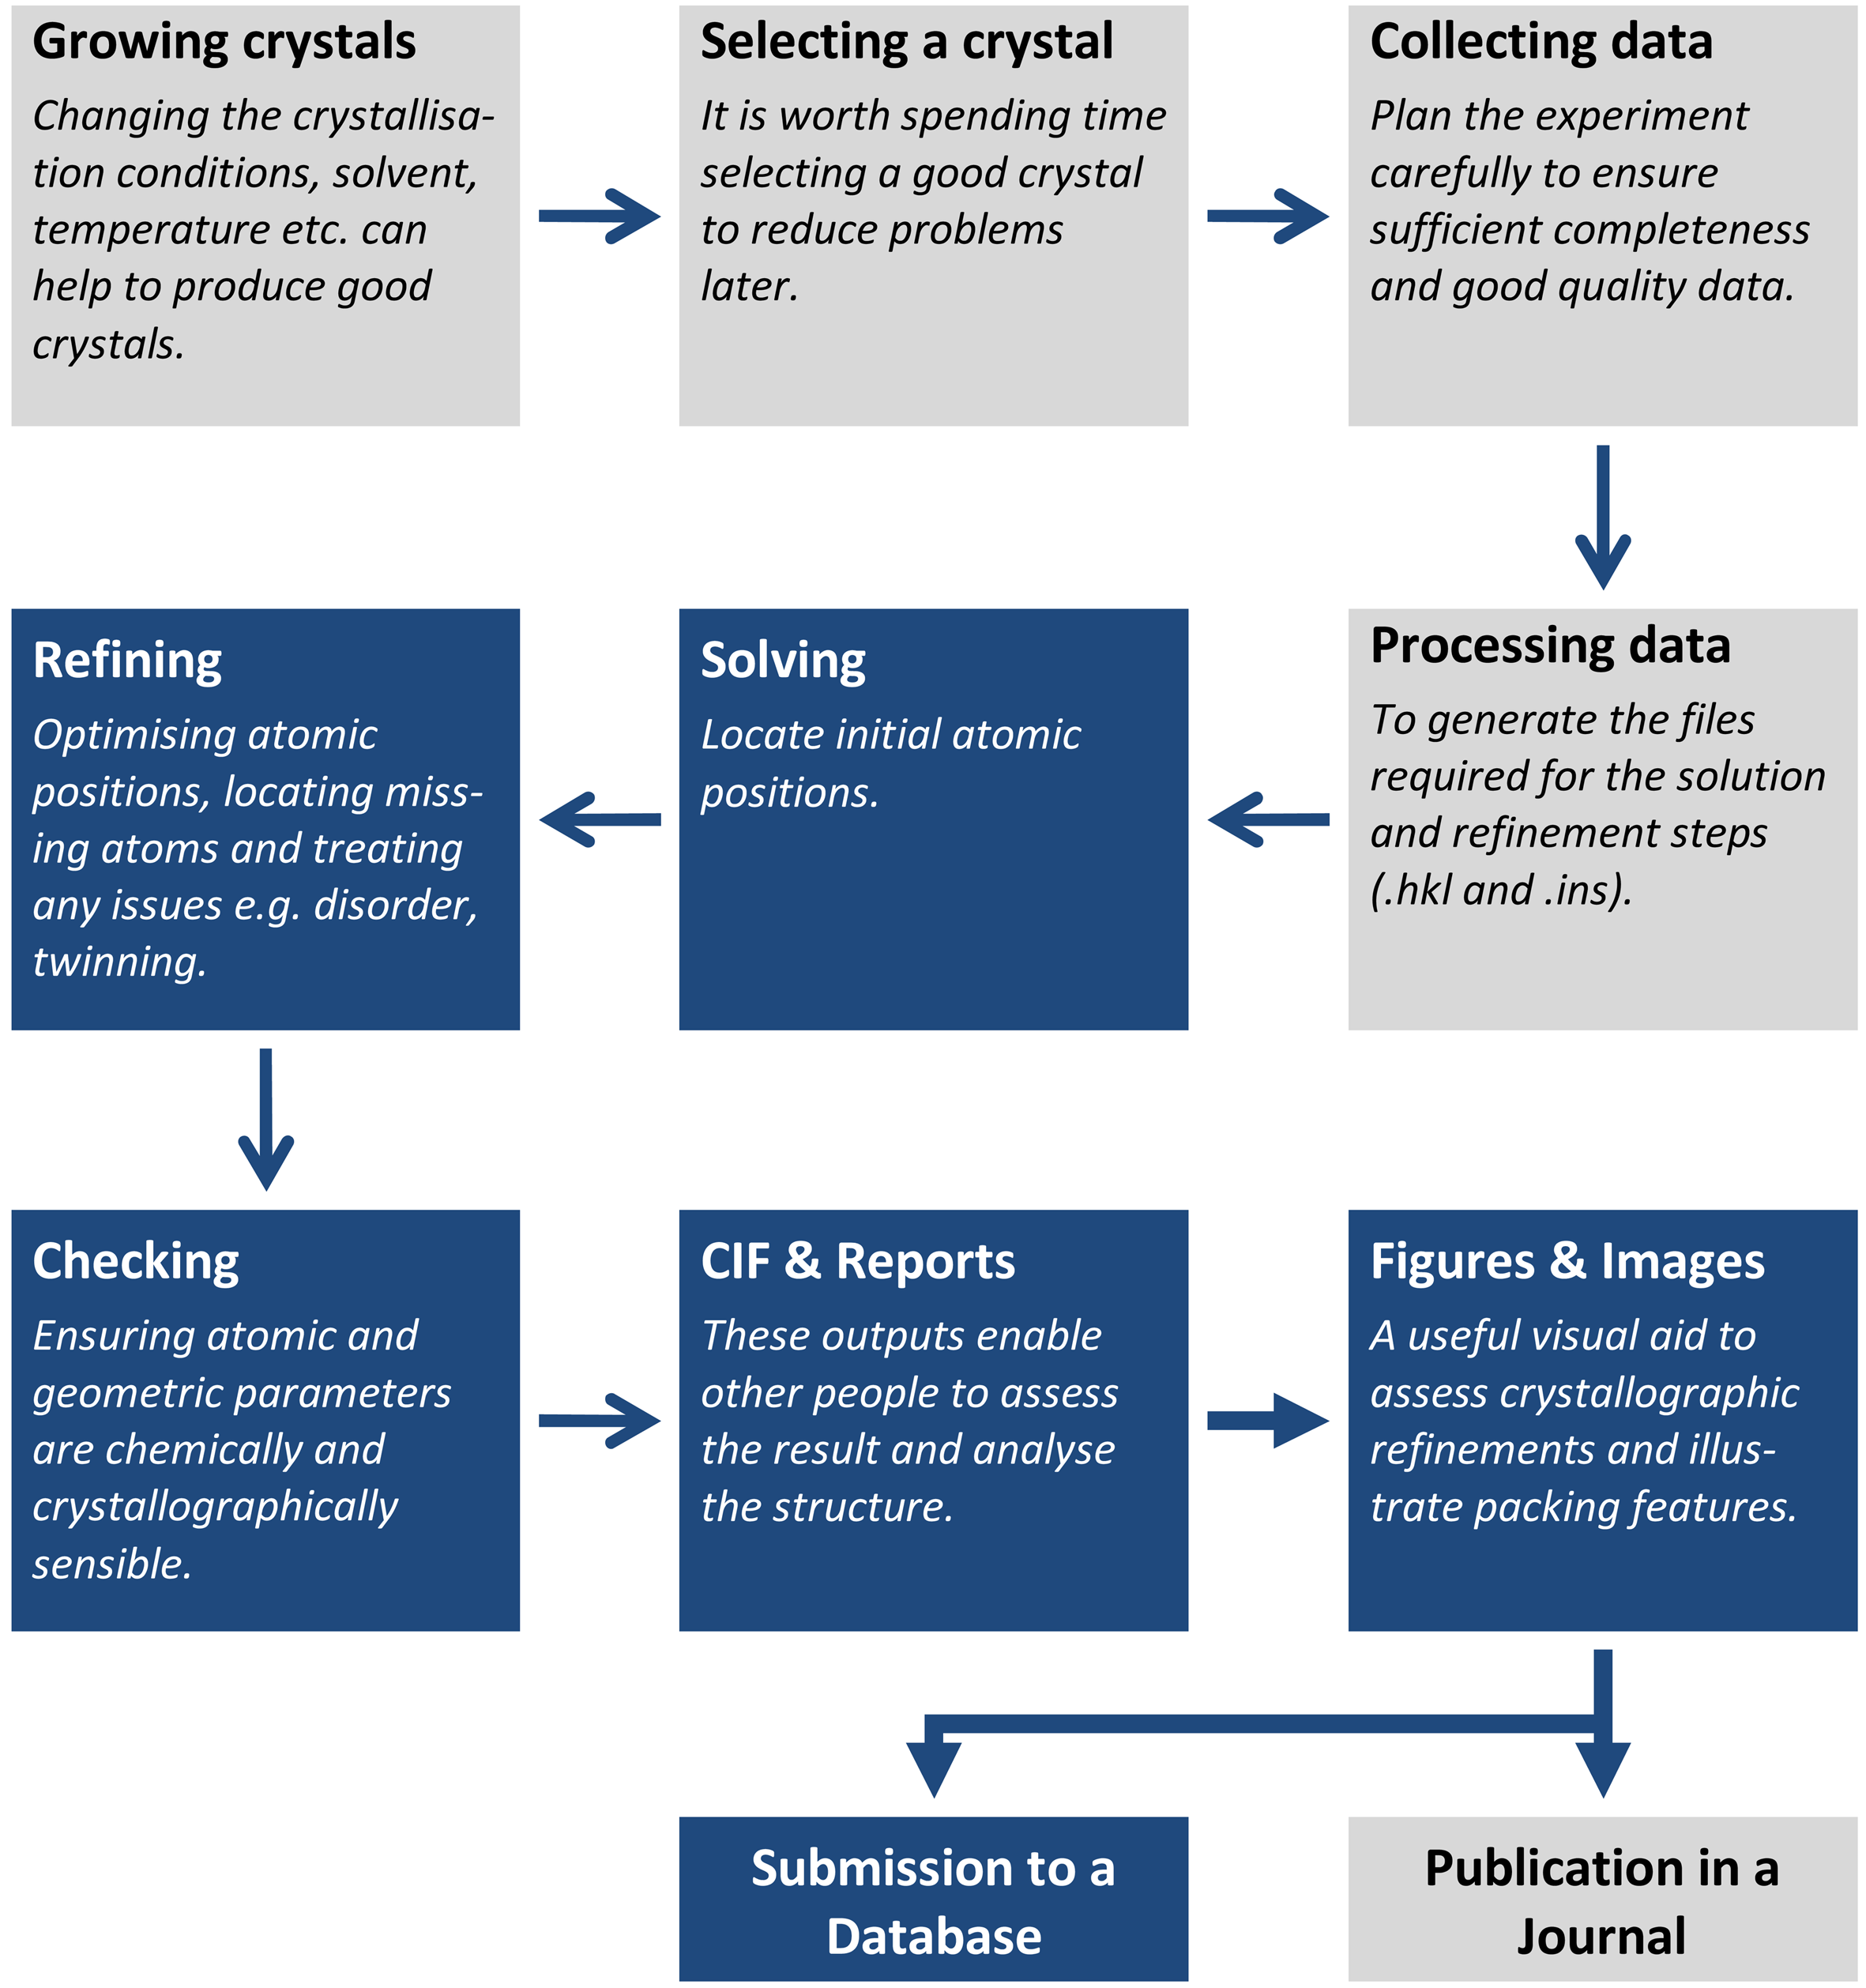 Growing crystals
Changing the crystallisa-
tion conditions, solvent,
temperature etc. can
help to produce good
crystals.
Selecting a crystal
It is worth spending time
selecting a good crystal
to reduce problems
later.
Collecting data
Plan the experiment
carefully to ensure
sufficient completeness
and good quality data.
Processing data
To generate the files
required for the solution
and refinement steps
(.hkl and .ins).
Solving
Locate initial atomic
positions.
Refining
Optimising atomic
positions, locating miss-
ing atoms and treating
any issues e.g. disorder,
twinning.
Checking
Ensuring atomic and
geometric parameters
are chemically and
crystallographically
sensible.
CIF & Reports
These outputs enable
other people to assess
the result and analyse
the structure.
Figures & Images
A useful visual aid to
assess crystallographic
refinements and illus-
trate packing features.
Submission to a
Database
Publication in a
Journal